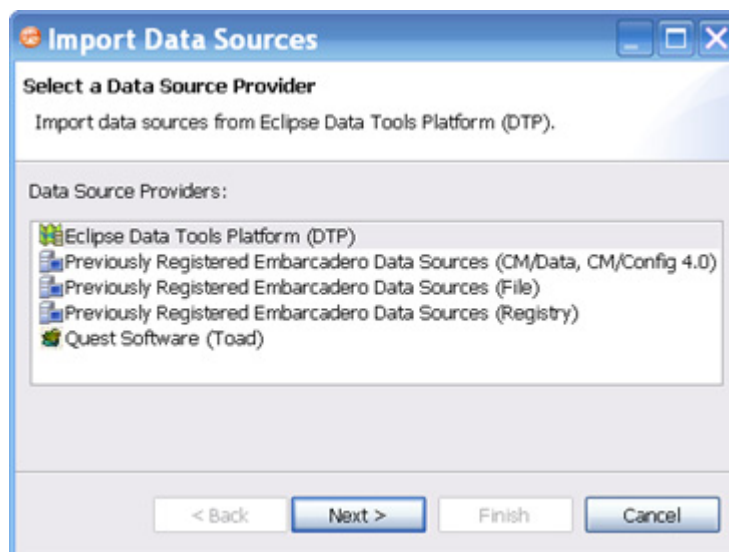 Import Data Sources
Select a Data Source Provider
Import data sources from Eclipse Data Tools Platform (DTP).
Data Source Providers:
Eclipse Data Tools Platform (DTP)
Previously Registered Embarcadero Data Sources (CM/Data, CM/Config 4.0)
Previously Registered Embarcadero Data Sources (File)
Previously Registered Embarcadero Data Sources (Registry)
Quest Software (Toad)
< Back Next > Finish Cancel